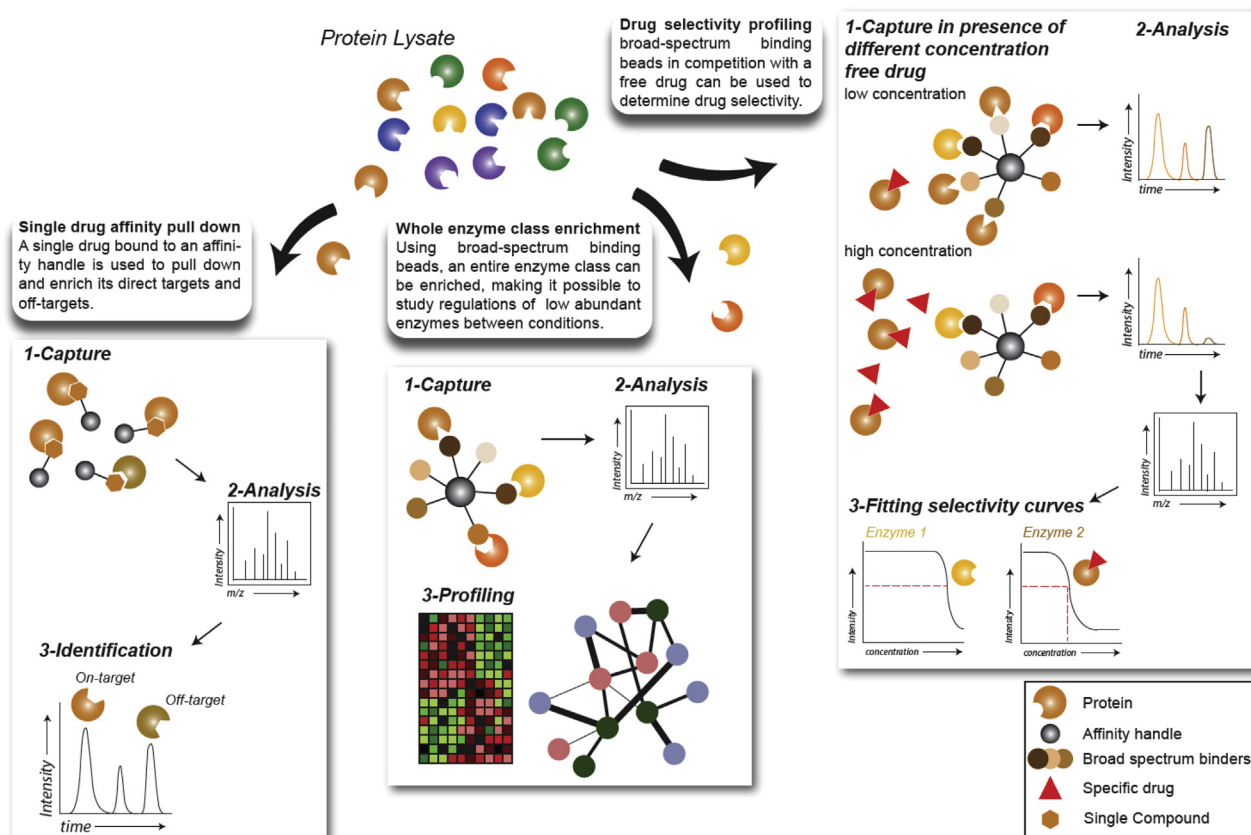 Protein Lysate
Drug selectivity profiling
broad-spectrum binding
beads in competition with a
free drug can be used to
determine drug selectivity.
Single drug affinity pull down
A single drug bound to an affini-
ty handle is used to pull down
and enrich its direct targets and
off-targets.
Whole enzyme class enrichment
Using broad-spectrum binding
beads, an entire enzyme class can
be enriched, making it possible to
study regulations of low abundant
enzymes between conditions.
1-Capture
2-Analysis
Intensity
m/z
3-Identification
On-target
Off-target
Intensity
time
1-Capture
2-Analysis
Intensity
m/z
3-Profiling
1-Capture in presence of
different concentration
free drug
2-Analysis
low concentration
Intensity
time
high concentration
Intensity
time
Intensity
m/z
3-Fitting selectivity curves
Enzyme 1
Intensity
concentration
Enzyme 2
Intensity
concentration
Protein
Affinity handle
Broad spectrum binders
Specific drug
Single Compound